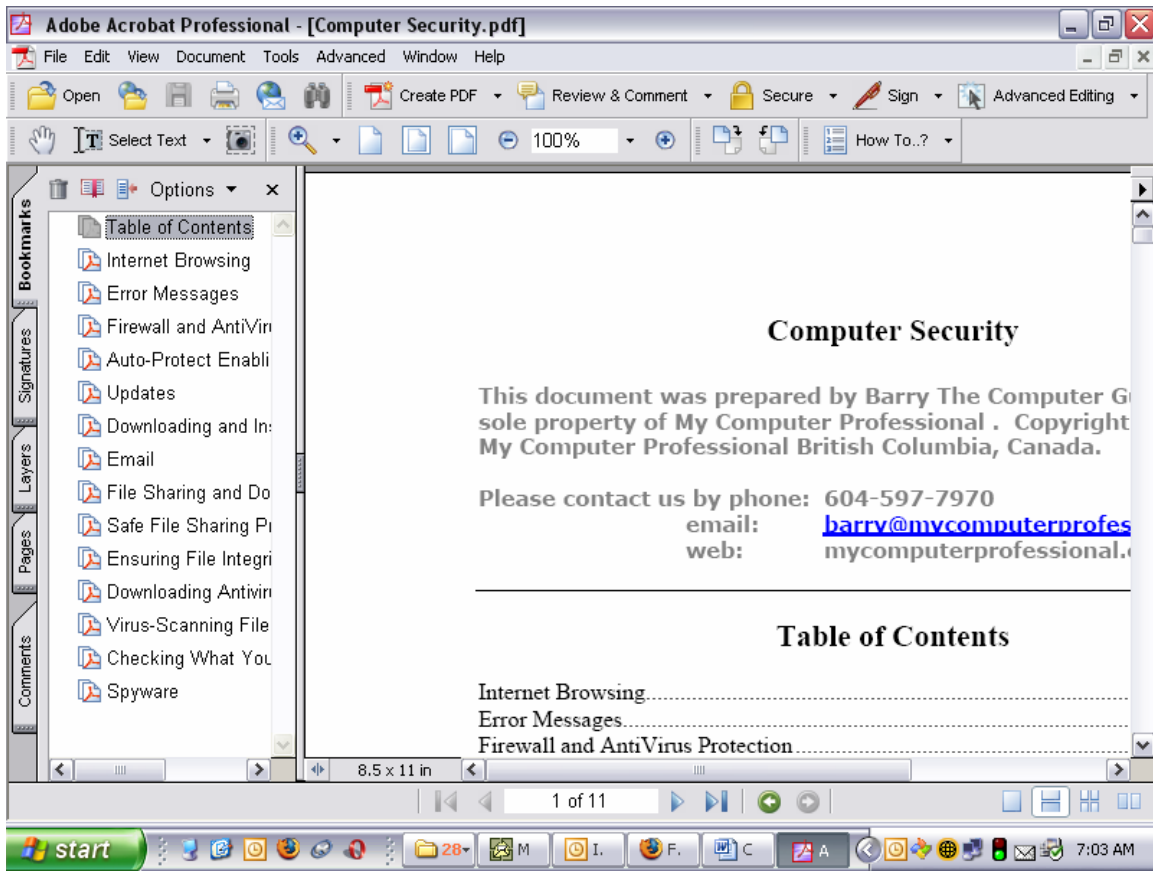 Adobe Acrobat Professional - [Computer Security.pdf]
File Edit View Document Tools Advanced Window Help
Open Create PDF Review & Comment Secure Sign Advanced Editing
Select Text 100% How To..?
Bookmarks
Signatures
Layers
Pages
Comments
Options
Table of Contents
Internet Browsing
Error Messages
Firewall and AntiViru
Auto-Protect Enabli
Updates
Downloading and Ins
Email
File Sharing and Do
Safe File Sharing Pr
Ensuring File Integri
Downloading Antiviru
Virus-Scanning File
Checking What You
Spyware
Computer Security
This document was prepared by Barry The Computer Gu
sole property of My Computer Professional . Copyright
My Computer Professional British Columbia, Canada.
Please contact us by phone: 604-597-7970
email: barry@mycomputerprofes
web: mycomputerprofessional.c
Table of Contents
Internet Browsing
Error Messages
Firewall and AntiVirus Protection
8.5 x 11 in
1 of 11
start 28 M I. F. C A 7:03 AM